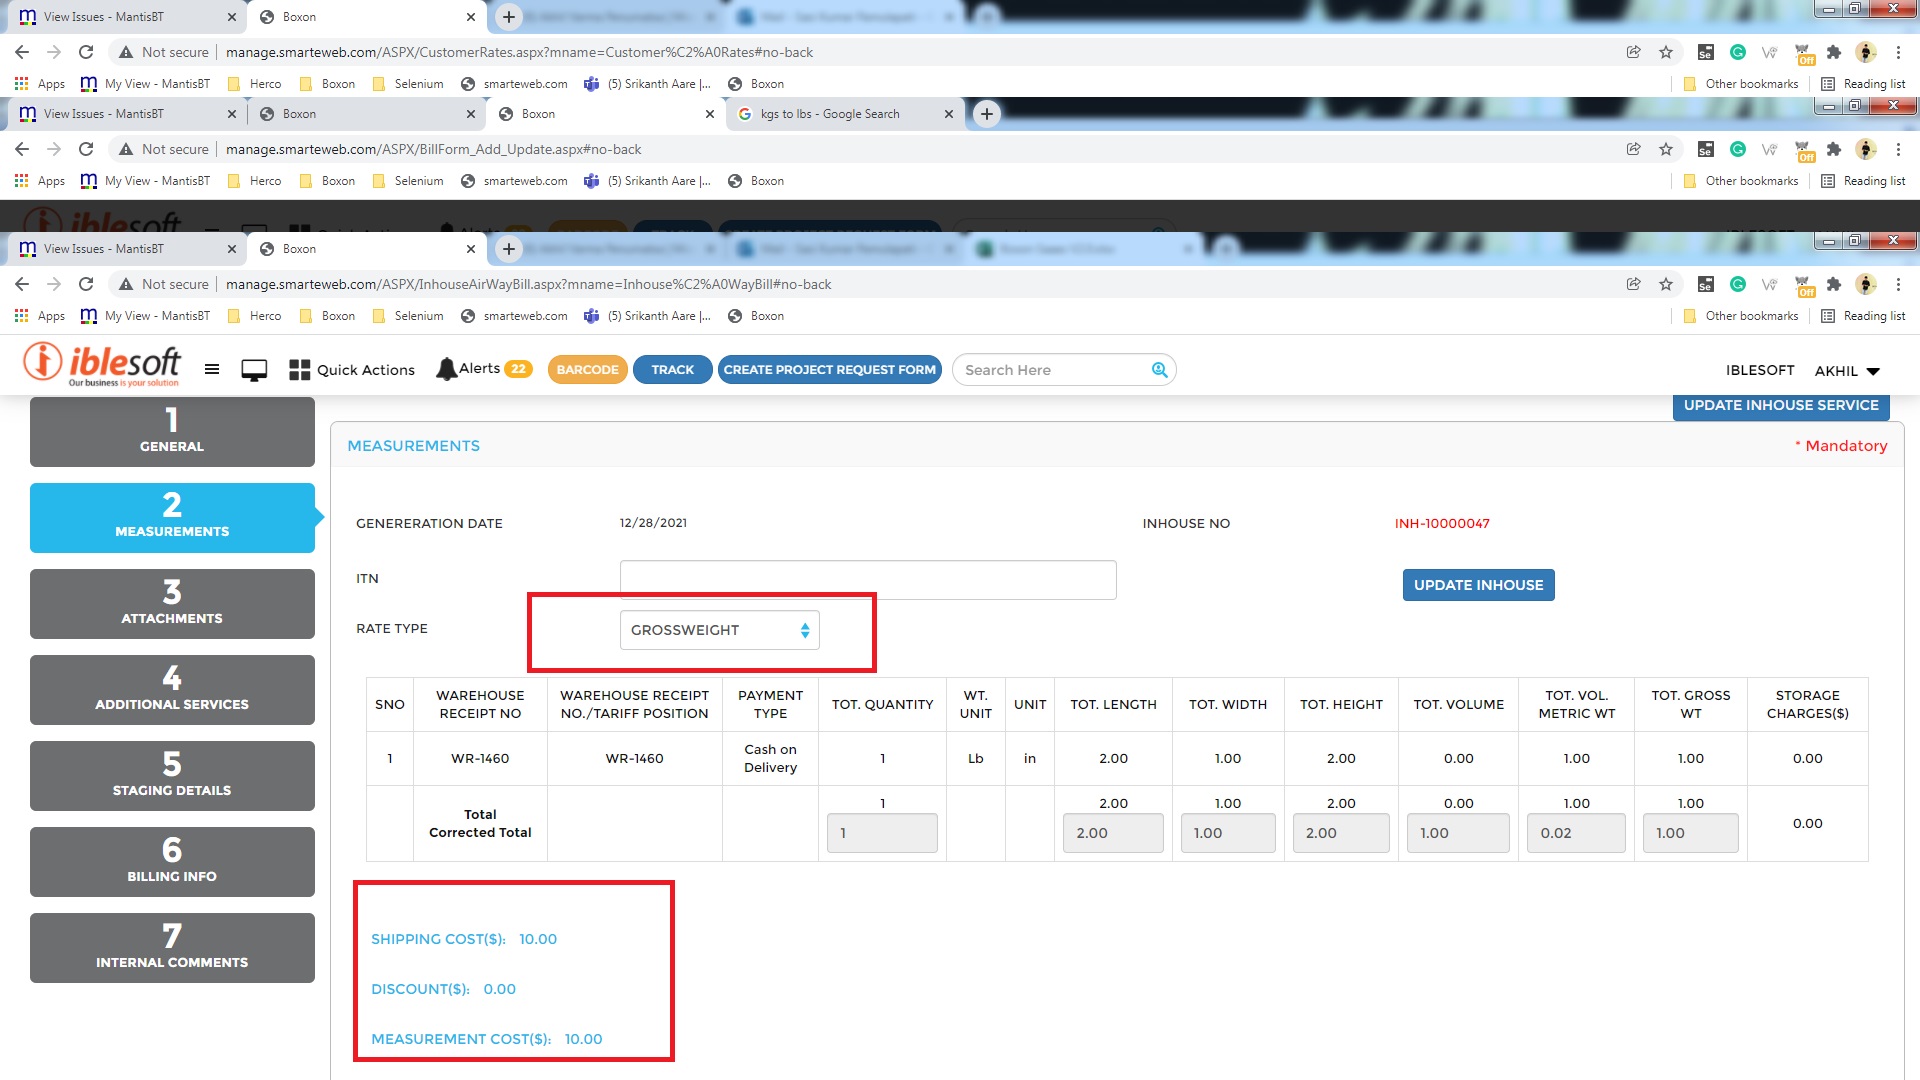 View Issues - MantisBT
Boxon
Not secure manage.smarteweb.com/ASPX/CustomerRates.aspx?mname=Customer%C2%A0Rates#no-back
Se Off
Apps My View - MantisBT Herco Boxon Selenium smarteweb.com (5) Srikanth Aare |... Boxon Other bookmarks Reading list
View Issues - MantisBT Boxon Boxon kgs to lbs - Google Search
Not secure manage.smarteweb.com/ASPX/BillForm_Add_Update.aspx#no-back
Se Off
Apps My View - MantisBT Herco Boxon Selenium smarteweb.com (5) Srikanth Aare |... Boxon Other bookmarks Reading list
View Issues - MantisBT Boxon
Not secure manage.smarteweb.com/ASPX/InhouseAirWayBill.aspx?mname=Inhouse%C2%A0WayBill#no-back
Se Off
Apps My View - MantisBT Herco Boxon Selenium smarteweb.com (5) Srikanth Aare |... Boxon Other bookmarks Reading list
iblesoft
Our business is your solution
Quick Actions Alerts 22 BARCODE TRACK CREATE PROJECT REQUEST FORM Search Here IBLESOFT AKHIL
UPDATE INHOUSE SERVICE
1
GENERAL
2
MEASUREMENTS
3
ATTACHMENTS
4
ADDITIONAL SERVICES
5
STAGING DETAILS
6
BILLING INFO
7
INTERNAL COMMENTS
MEASUREMENTS * Mandatory
GENERERATION DATE 12/28/2021 INHOUSE NO INH-10000047
ITN UPDATE INHOUSE
RATE TYPE GROSSWEIGHT
SNO WAREHOUSE RECEIPT NO WAREHOUSE RECEIPT NO./TARIFF POSITION PAYMENT TYPE TOT. QUANTITY WT. UNIT UNIT TOT. LENGTH TOT. WIDTH TOT. HEIGHT TOT. VOLUME TOT. VOL. METRIC WT TOT. GROSS WT STORAGE CHARGES($)
1 WR-1460 WR-1460 Cash on Delivery 1 Lb in 2.00 1.00 2.00 0.00 1.00 1.00 0.00
Total 1 2.00 1.00 2.00 0.00 1.00 1.00 0.00
Corrected Total 1 2.00 1.00 2.00 1.00 0.02 1.00
SHIPPING COST($): 10.00
DISCOUNT($): 0.00
MEASUREMENT COST($): 10.00